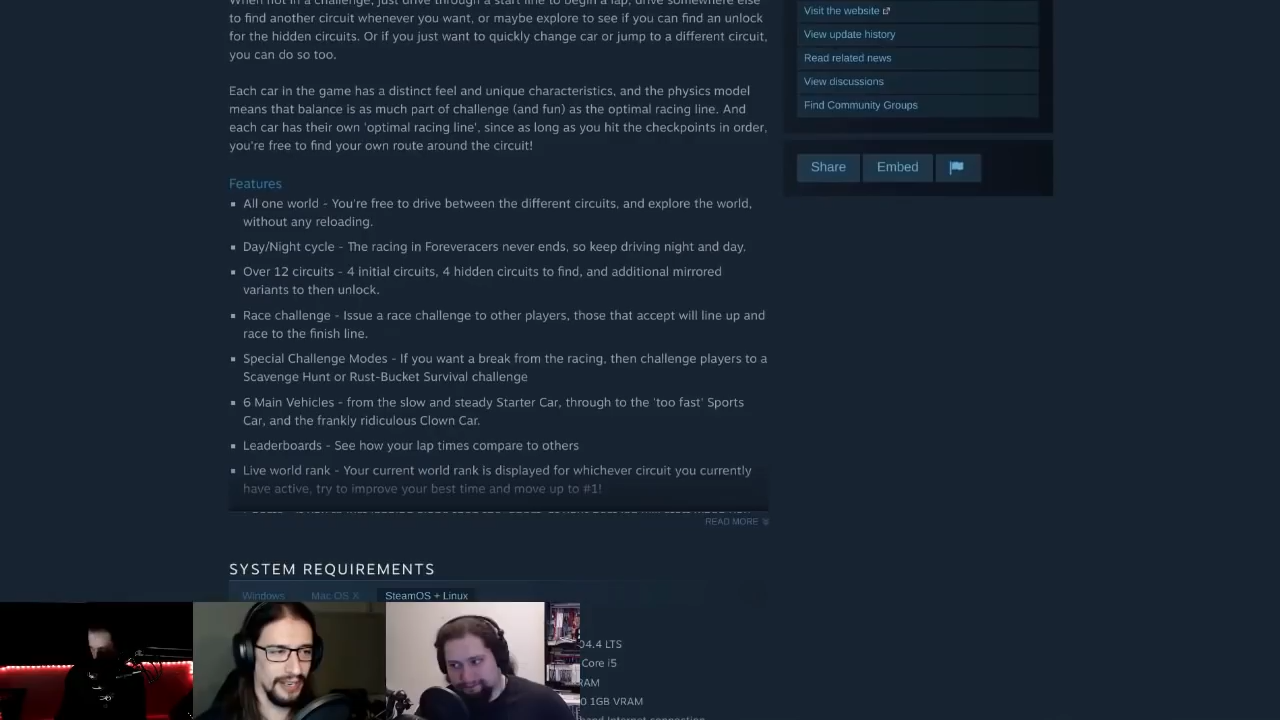 When not in a challenge, just drive through a start line to begin a lap, drive somewhere else
to find another circuit whenever you want, or maybe explore to see if you can find an unlock
for the hidden circuits. Or if you just want to quickly change car or jump to a different circuit,
you can do so too.
Each car in the game has a distinct feel and unique characteristics, and the physics model
means that balance is as much part of challenge (and fun) as the optimal racing line. And
each car has their own 'optimal racing line', since as long as you hit the checkpoints in order,
you're free to find your own route around the circuit!
Features
All one world - You're free to drive between the different circuits, and explore the world,
without any reloading.
Day/Night cycle - The racing in Foreveracers never ends, so keep driving night and day.
Over 12 circuits - 4 initial circuits, 4 hidden circuits to find, and additional mirrored
variants to then unlock.
Race challenge - Issue a race challenge to other players, those that accept will line up and
race to the finish line.
Special Challenge Modes - If you want a break from the racing, then challenge players to a
Scavenge Hunt or Rust-Bucket Survival challenge
6 Main Vehicles - from the slow and steady Starter Car, through to the 'too fast' Sports
Car, and the frankly ridiculous Clown Car.
Leaderboards - See how your lap times compare to others
Live world rank - Your current world rank is displayed for whichever circuit you currently
have active, try to improve your best time and move up to #1!
READ MORE
SYSTEM REQUIREMENTS
Windows Mac OS X SteamOS + Linux
04.4 LTS
Core i5
RAM
0 1GB VRAM
Internet connection
Visit the website
View update history
Read related news
View discussions
Find Community Groups
Share Embed